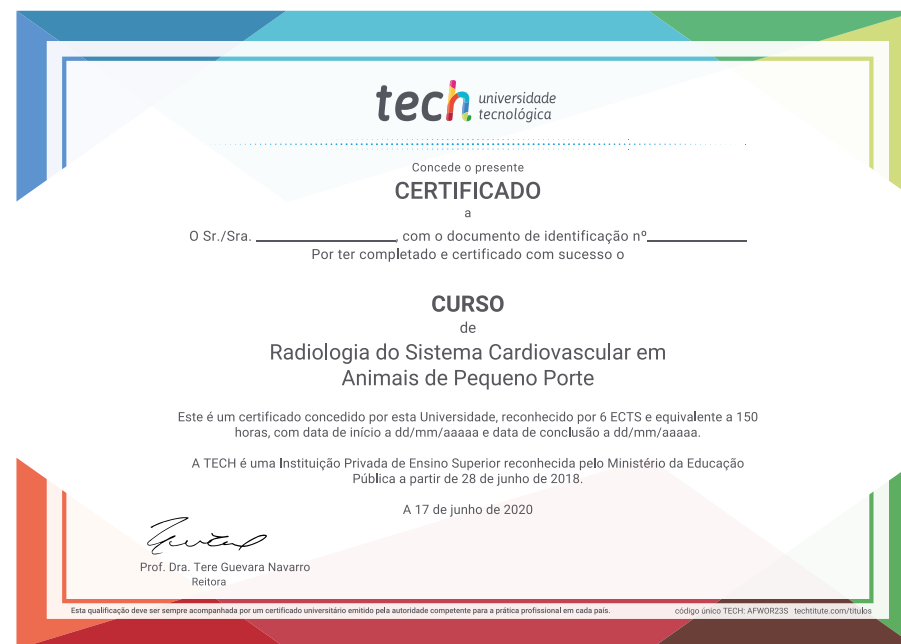 tech universidade
tecnológica
Concede o presente
CERTIFICADO
a
O Sr./Sra. ____________________, com o documento de identificação nº______________
Por ter completado e certificado com sucesso o
CURSO
de
Radiologia do Sistema Cardiovascular em
Animais de Pequeno Porte
Este é um certificado concedido por esta Universidade, reconhecido por 6 ECTS e equivalente a 150
horas, com data de início a dd/mm/aaaaa e data de conclusão a dd/mm/aaaaa.
A TECH é uma Instituição Privada de Ensino Superior reconhecida pelo Ministério da Educação
Pública a partir de 28 de junho de 2018.
A 17 de junho de 2020
Prof. Dra. Tere Guevara Navarro
Reitora
Esta qualificação deve ser sempre acompanhada por um certificado universitário emitido pela autoridade competente para a prática profissional em cada país. código único TECH: AFWOR23S techtitute.com/titulos